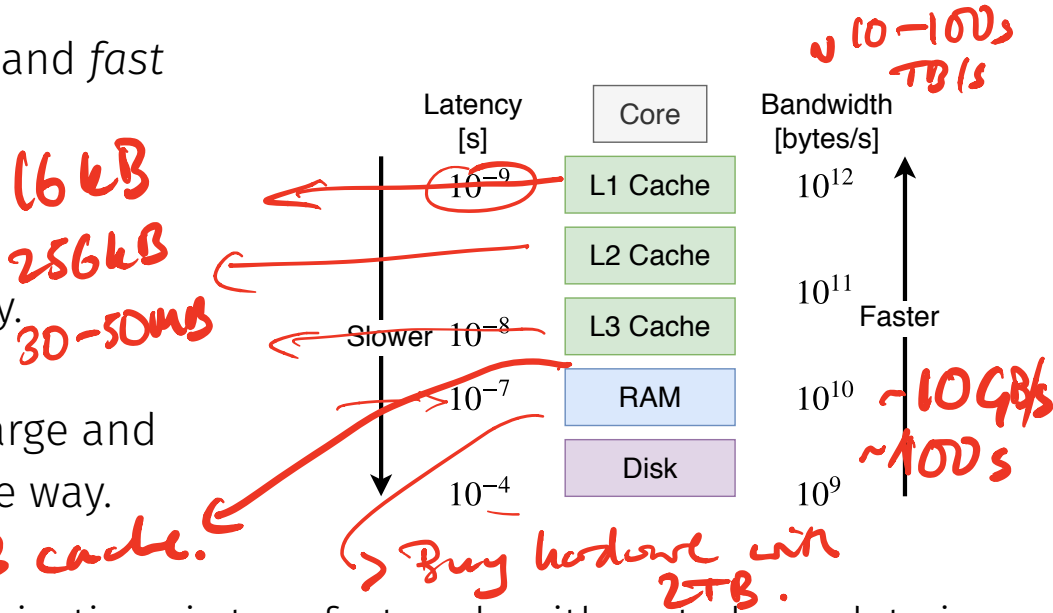 and fast
~ 10-100s
TB/s
Latency
[s]
Core
Bandwidth
[bytes/s]
16 kB
10⁻⁹
L1 Cache
10¹²
256kB
L2 Cache
10¹¹
y.
30-50MB
Slower
10⁻⁸
L3 Cache
Faster
10⁻⁷
RAM
10¹⁰
~10GB/s
arge and
~100s
Disk
e way.
10⁻⁴
10⁹
cache.
Buy hardware with
2TB.